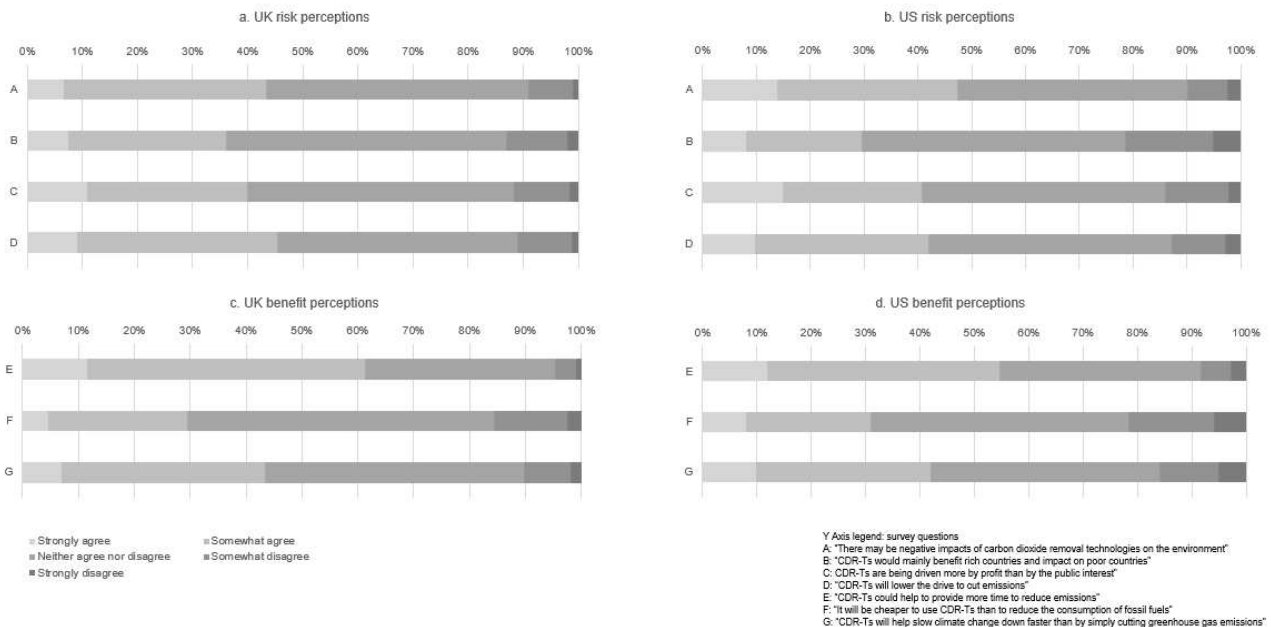 a. UK risk perceptions
0% 10% 20% 30% 40% 50% 60% 70% 80% 90% 100%
A
B
C
D
b. US risk perceptions
0% 10% 20% 30% 40% 50% 60% 70% 80% 90% 100%
A
B
C
D
c. UK benefit perceptions
0% 10% 20% 30% 40% 50% 60% 70% 80% 90% 100%
E
F
G
d. US benefit perceptions
0% 10% 20% 30% 40% 50% 60% 70% 80% 90% 100%
E
F
G
Strongly agree Somewhat agree
Neither agree nor disagree Somewhat disagree
Strongly disagree
Y Axis legend: survey questions
A: "There may be negative impacts of carbon dioxide removal technologies on the environment"
B: "CDR-Ts would mainly benefit rich countries and impact on poor countries"
C: CDR-Ts are being driven more by profit than by the public interest"
D: "CDR-Ts will lower the drive to cut emissions"
E: "CDR-Ts could help to provide more time to reduce emissions"
F: "It will be cheaper to use CDR-Ts than to reduce the consumption of fossil fuels"
G: "CDR-Ts will help slow climate change down faster than by simply cutting greenhouse gas emissions"